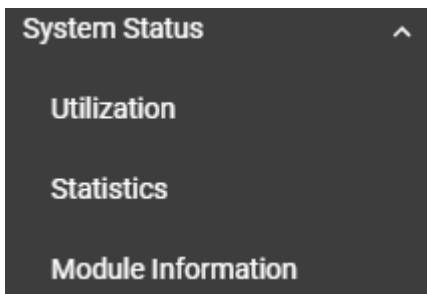 System Status
Utilization
Statistics
Module Information